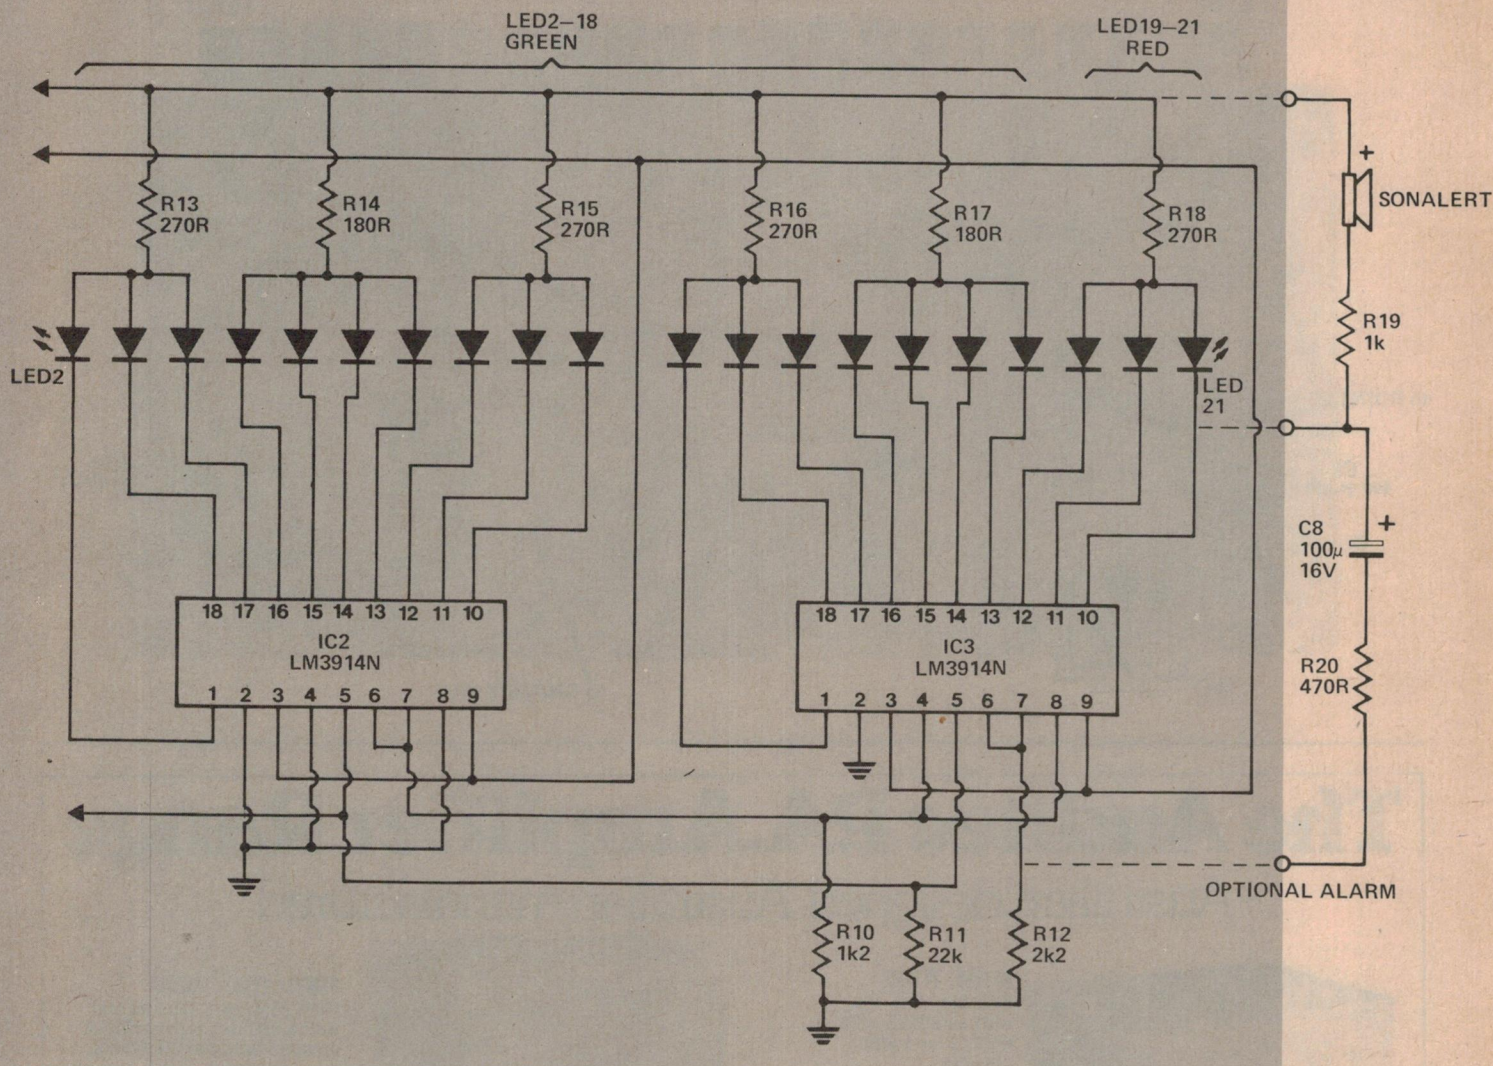 LED2–18
GREEN
LED19–21
RED
R13
270R
R14
180R
R15
270R
R16
270R
R17
180R
R18
270R
+
SONALERT
R19
1k
LED2
LED
21
C8
100μ
16V
+
18 17 16 15 14 13 12 11 10
IC2
LM3914N
1 2 3 4 5 6 7 8 9
18 17 16 15 14 13 12 11 10
IC3
LM3914N
1 2 3 4 5 6 7 8 9
R20
470R
OPTIONAL ALARM
R10
1k2
R11
22k
R12
2k2